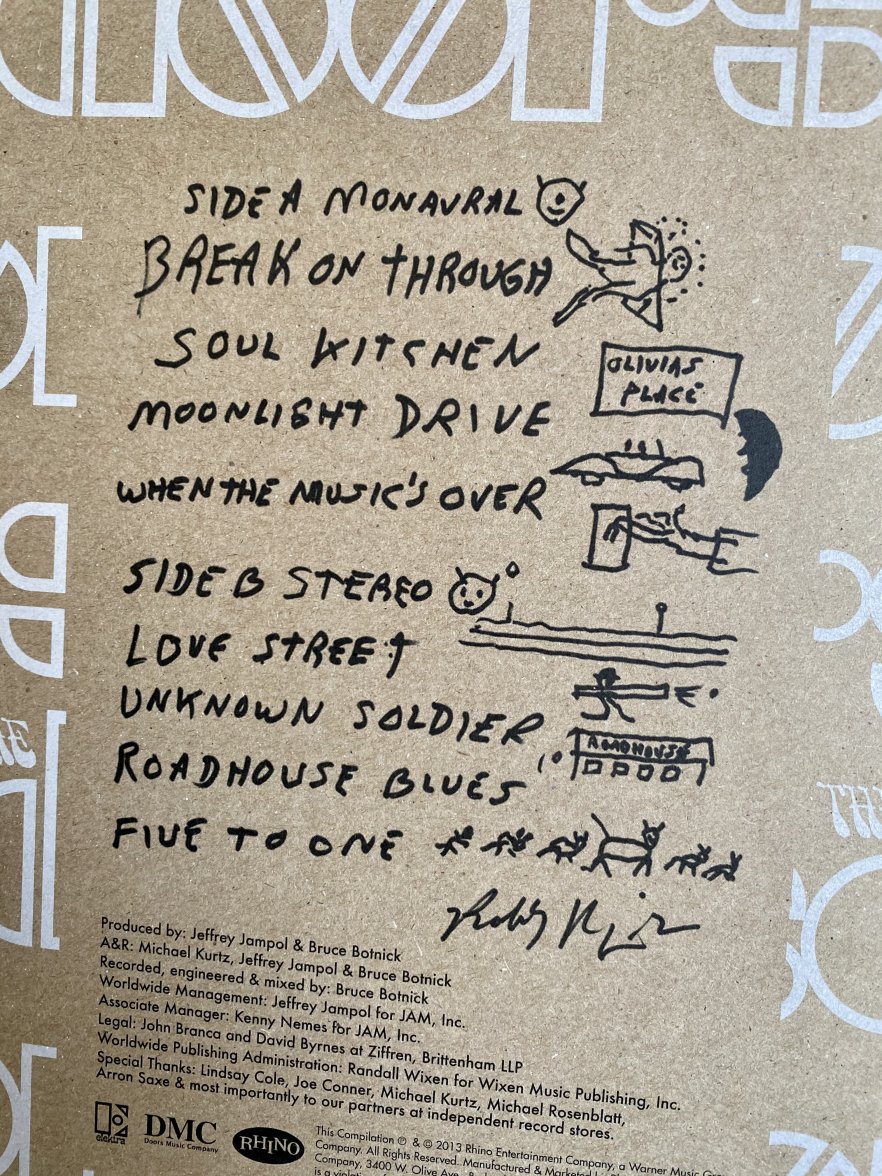 SIDE A MONAURAL
BREAK ON THROUGH
SOUL KITCHEN
OLIVIAS
PLACE
MOONLIGHT DRIVE
WHEN THE MUSIC'S OVER
SIDE B STEREO
LOVE STREET
UNKNOWN SOLDIER
ROADHOUSE
ROADHOUSE BLUES
FIVE TO ONE
Robby Krieger
Produced by: Jeffrey Jampol & Bruce Botnick
A&R: Michael Kurtz, Jeffrey Jampol & Bruce Botnick
Recorded, engineered & mixed by: Bruce Botnick
Worldwide Management: Jeffrey Jampol for JAM, Inc.
Associate Manager: Kenny Nemes for JAM, Inc.
Legal: John Branca and David Byrnes at Ziffren, Brittenham LLP
Worldwide Publishing Administration: Randall Wixen for Wixen Music Publishing, Inc.
Special Thanks: Lindsay Cole, Joe Conner, Michael Kurtz, Michael Rosenblatt,
Arron Saxe & most importantly to our partners at independent record stores.
elektra
DMC
Doors Music Company
RHINO
This Compilation ℗ & © 2013 Rhino Entertainment Company, a Warner Music
Company. All Rights Reserved. Manufactured & Marketed
Company, 3400 W. Olive
is a